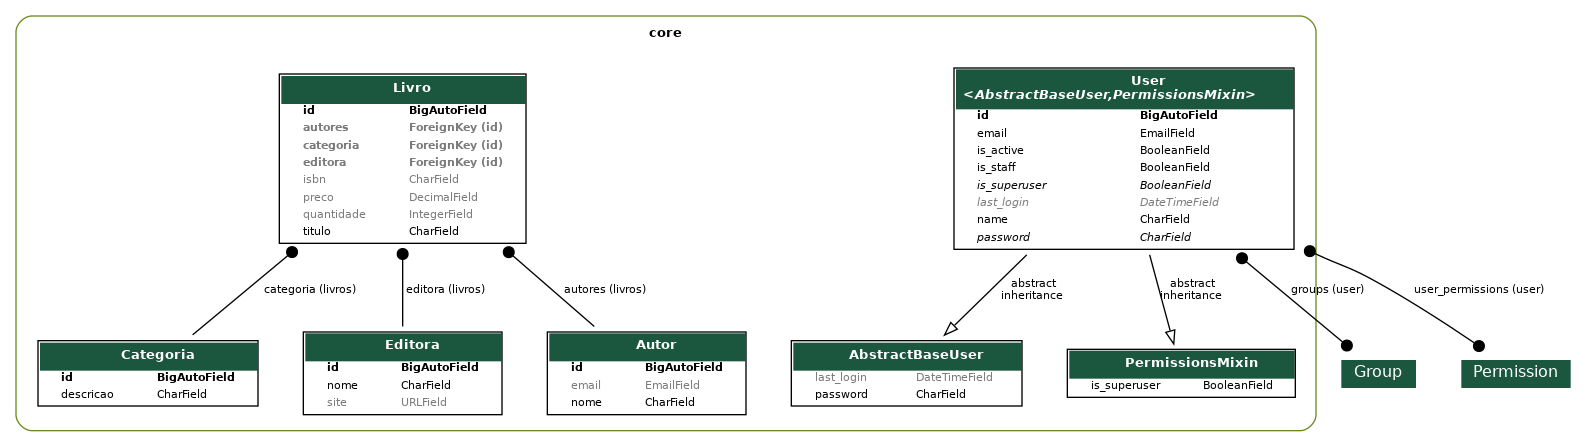 core
Livro
id BigAutoField
autores ForeignKey (id)
categoria ForeignKey (id)
editora ForeignKey (id)
isbn CharField
preco DecimalField
quantidade IntegerField
titulo CharField
User
<AbstractBaseUser,PermissionsMixin>
id BigAutoField
email EmailField
is_active BooleanField
is_staff BooleanField
is_superuser BooleanField
last_login DateTimeField
name CharField
password CharField
categoria (livros)
editora (livros)
autores (livros)
abstract
inheritance
abstract
inheritance
groups (user)
user_permissions (user)
Categoria
id BigAutoField
descricao CharField
Editora
id BigAutoField
nome CharField
site URLField
Autor
id BigAutoField
email EmailField
nome CharField
AbstractBaseUser
last_login DateTimeField
password CharField
PermissionsMixin
is_superuser BooleanField
Group
Permission